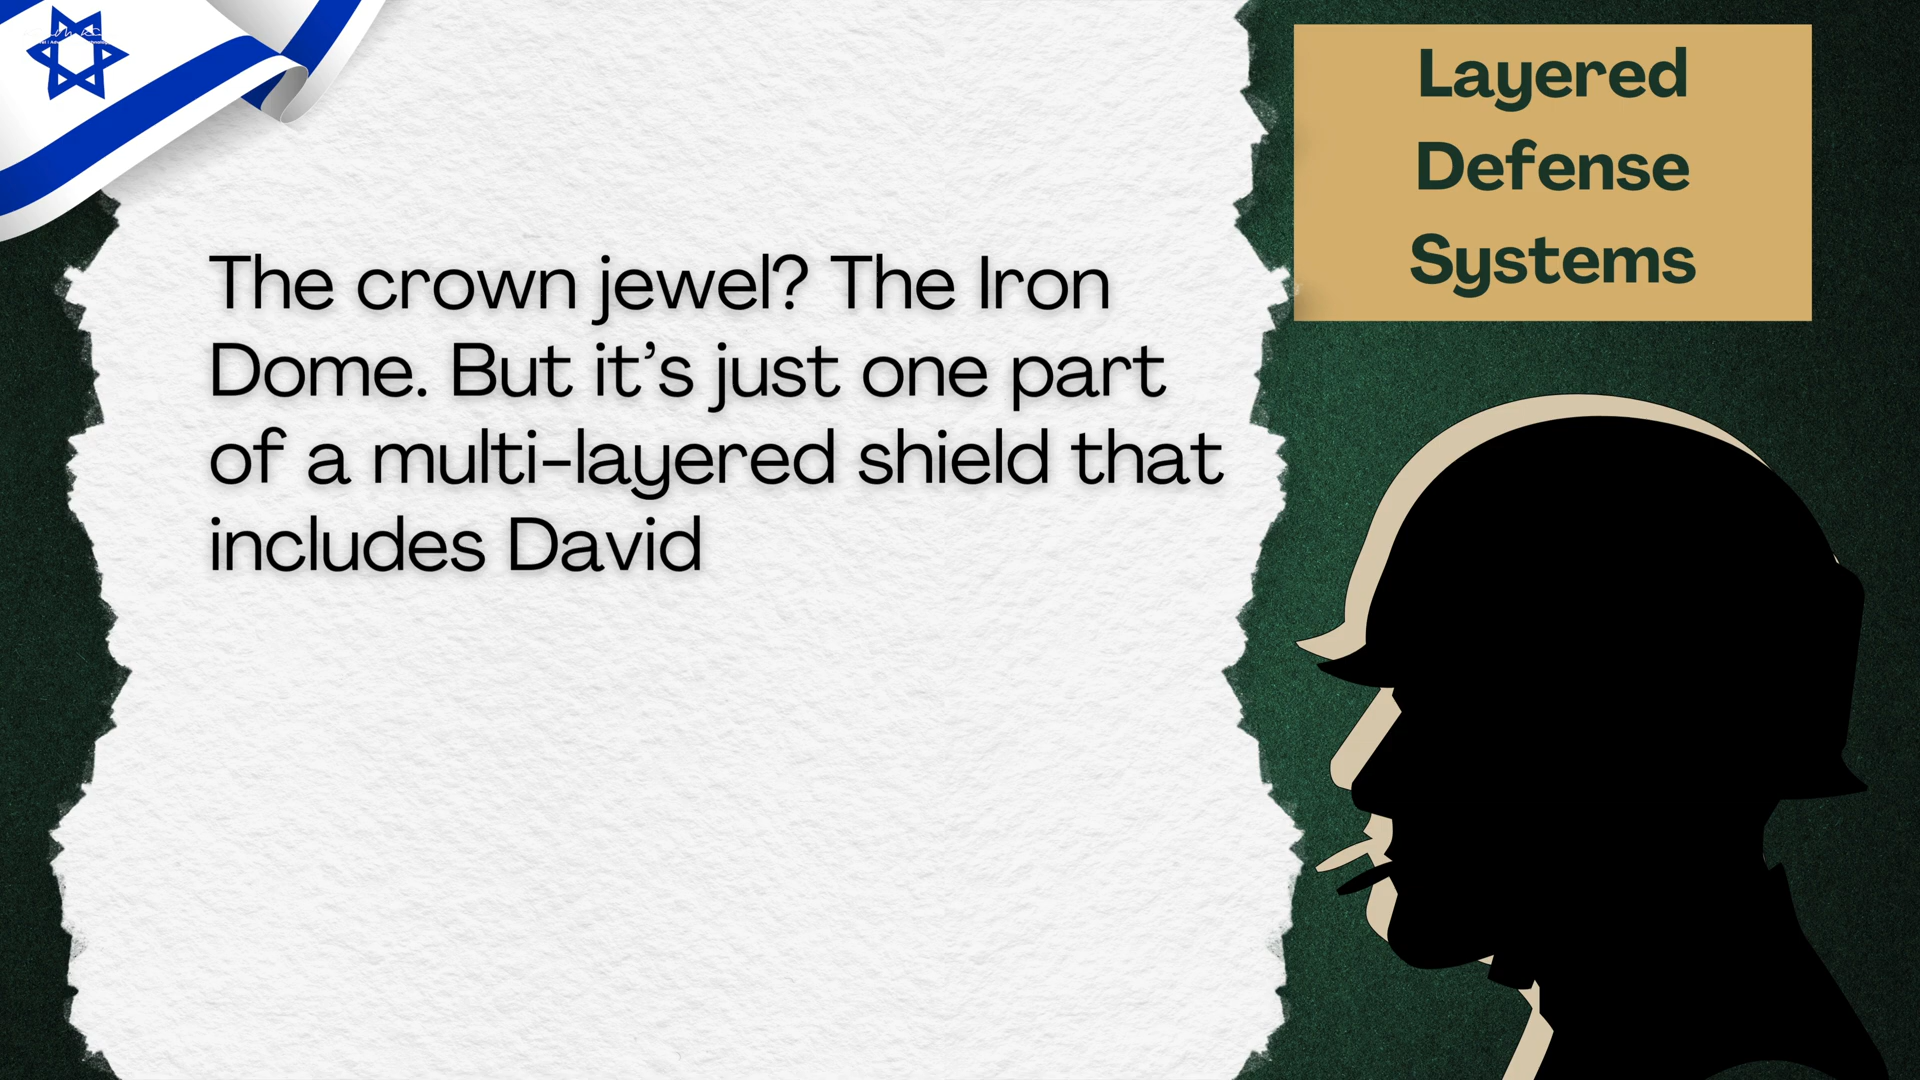 Layered
Defense
Systems
The crown jewel? The Iron
Dome. But it’s just one part
of a multi-layered shield that
includes David